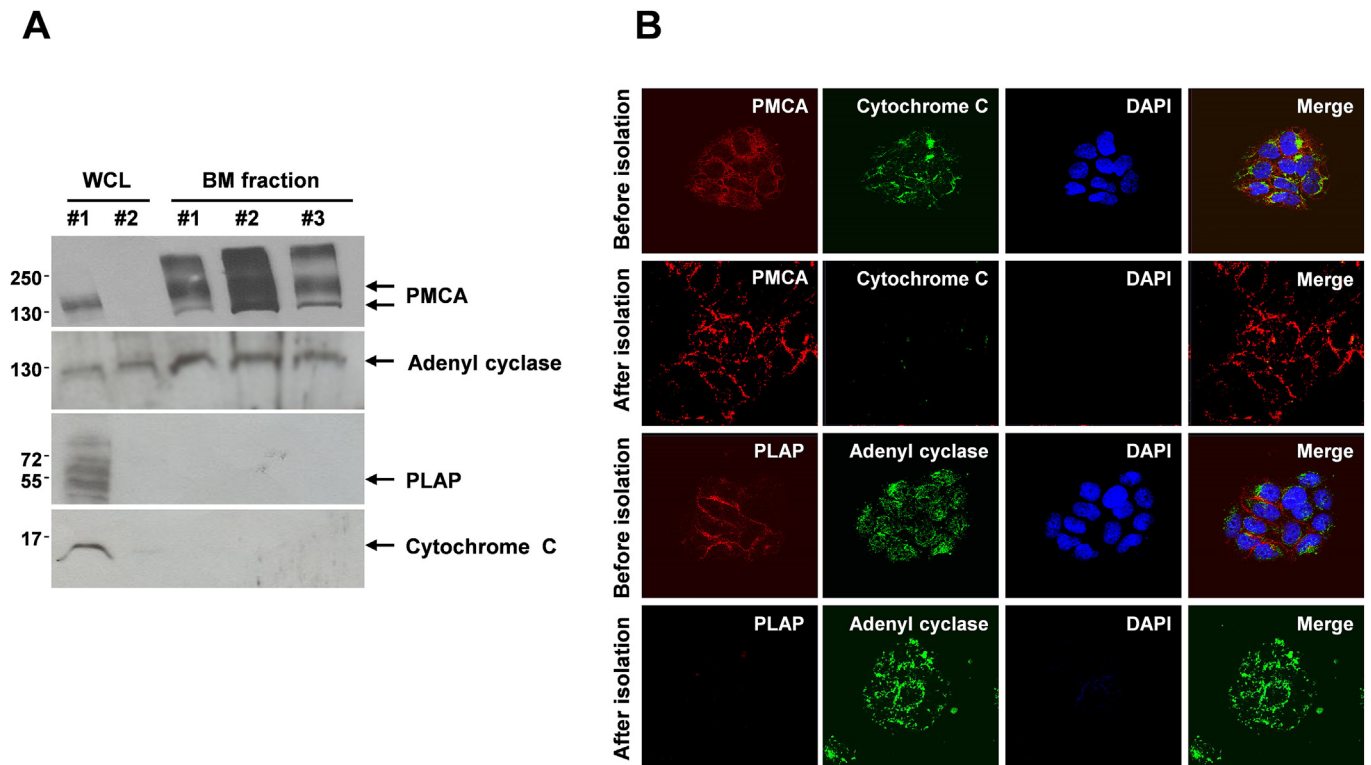 A
WCL BM fraction
#1 #2 #1 #2 #3
250
130
PMCA
130
Adenyl cyclase
72
55
PLAP
17
Cytochrome C
B
Before isolation
PMCA Cytochrome C DAPI Merge
After isolation
PMCA Cytochrome C DAPI Merge
Before isolation
PLAP Adenyl cyclase DAPI Merge
After isolation
PLAP Adenyl cyclase DAPI Merge